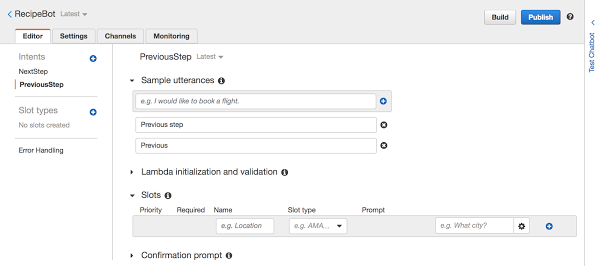 RecipeBot Latest
Build
Publish
Editor
Settings
Channels
Monitoring
Test Chatbot
Intents
NextStep
PreviousStep
Slot types
No slots created
Error Handling
PreviousStep Latest
Sample utterances
e.g. I would like to book a flight.
Previous step
Previous
Lambda initialization and validation
Slots
Priority Required Name Slot type Prompt
e.g. Location e.g. AMA... e.g. What city?
Confirmation prompt